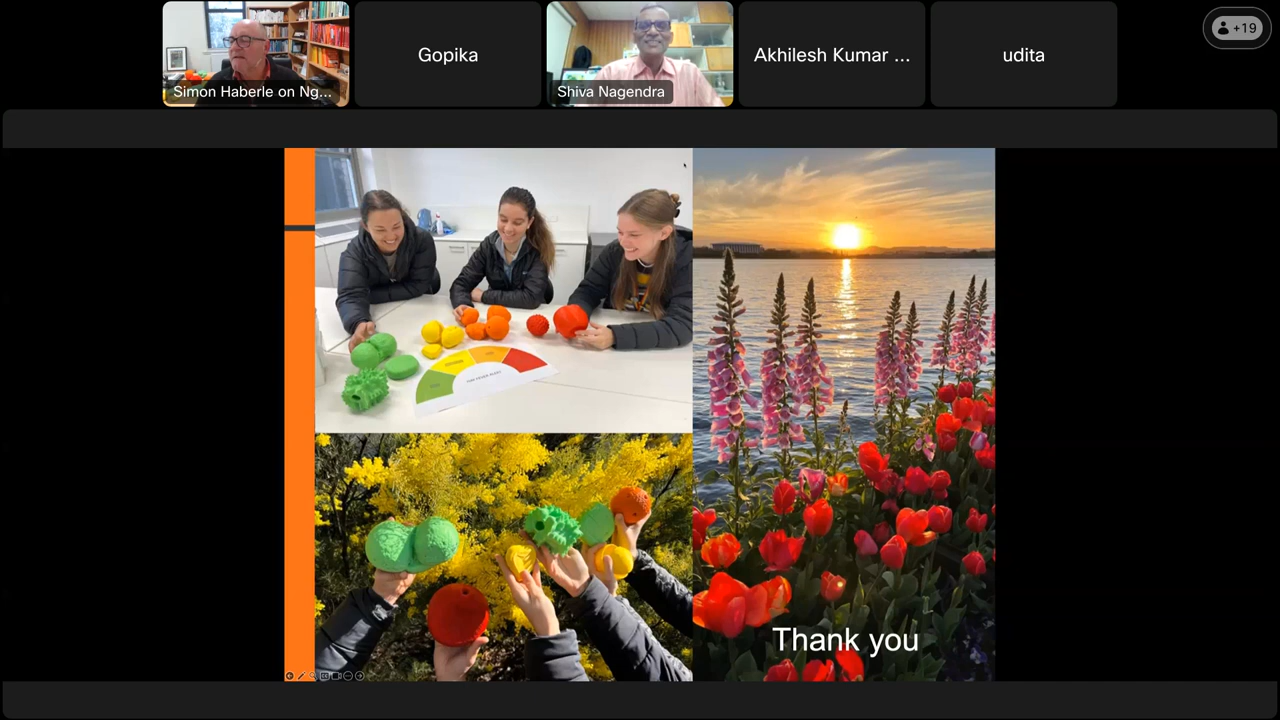 Simon Haberle on Ng...
Gopika
Shiva Nagendra
Akhilesh Kumar ...
udita
+19
Thank you